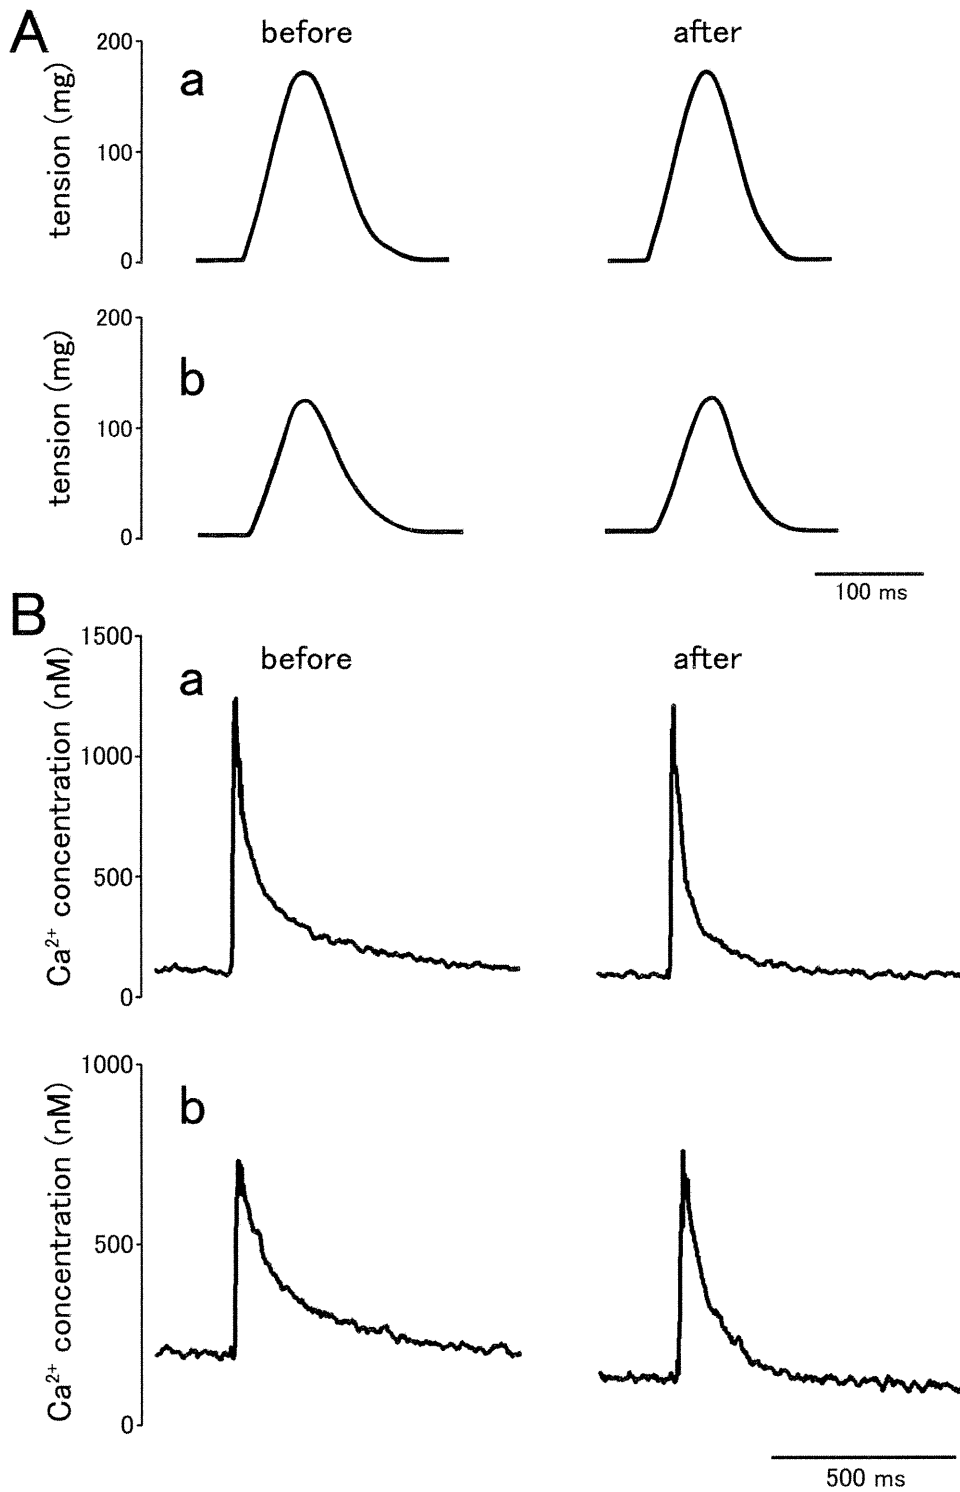 A
before
after
a
200
100
0
tension (mg)
b
200
100
0
tension (mg)
100 ms
B
before
after
a
1500
1000
500
0
Ca²⁺ concentration (nM)
b
1000
500
0
Ca²⁺ concentration (nM)
500 ms